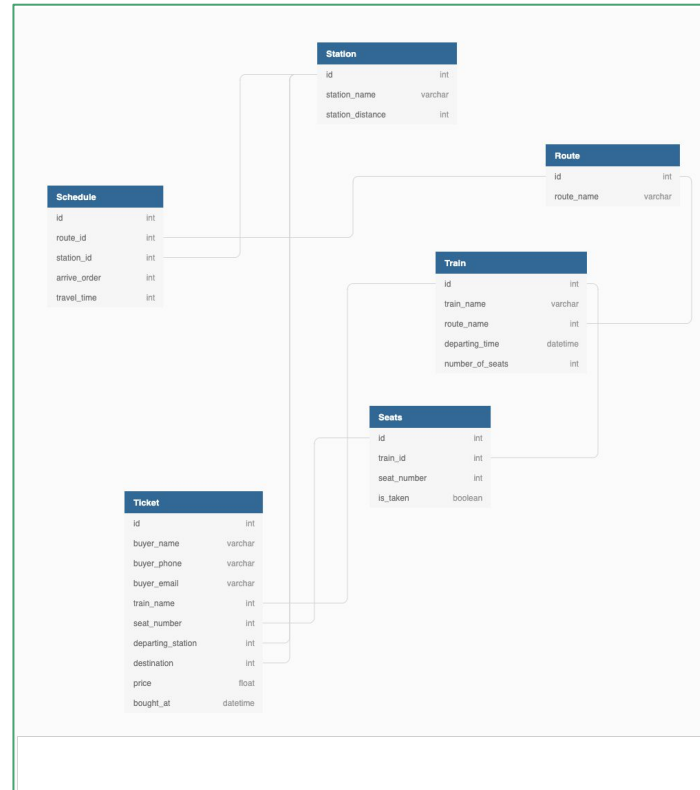 Station
id int
station_name varchar
station_distance int
Route
id int
route_name varchar
Schedule
id int
route_id int
station_id int
arrive_order int
travel_time int
Train
id int
train_name varchar
route_name int
departing_time datetime
number_of_seats int
Seats
id int
train_id int
seat_number int
is_taken boolean
Ticket
id int
buyer_name varchar
buyer_phone varchar
buyer_email varchar
train_name int
seat_number int
departing_station int
destination int
price float
bought_at datetime